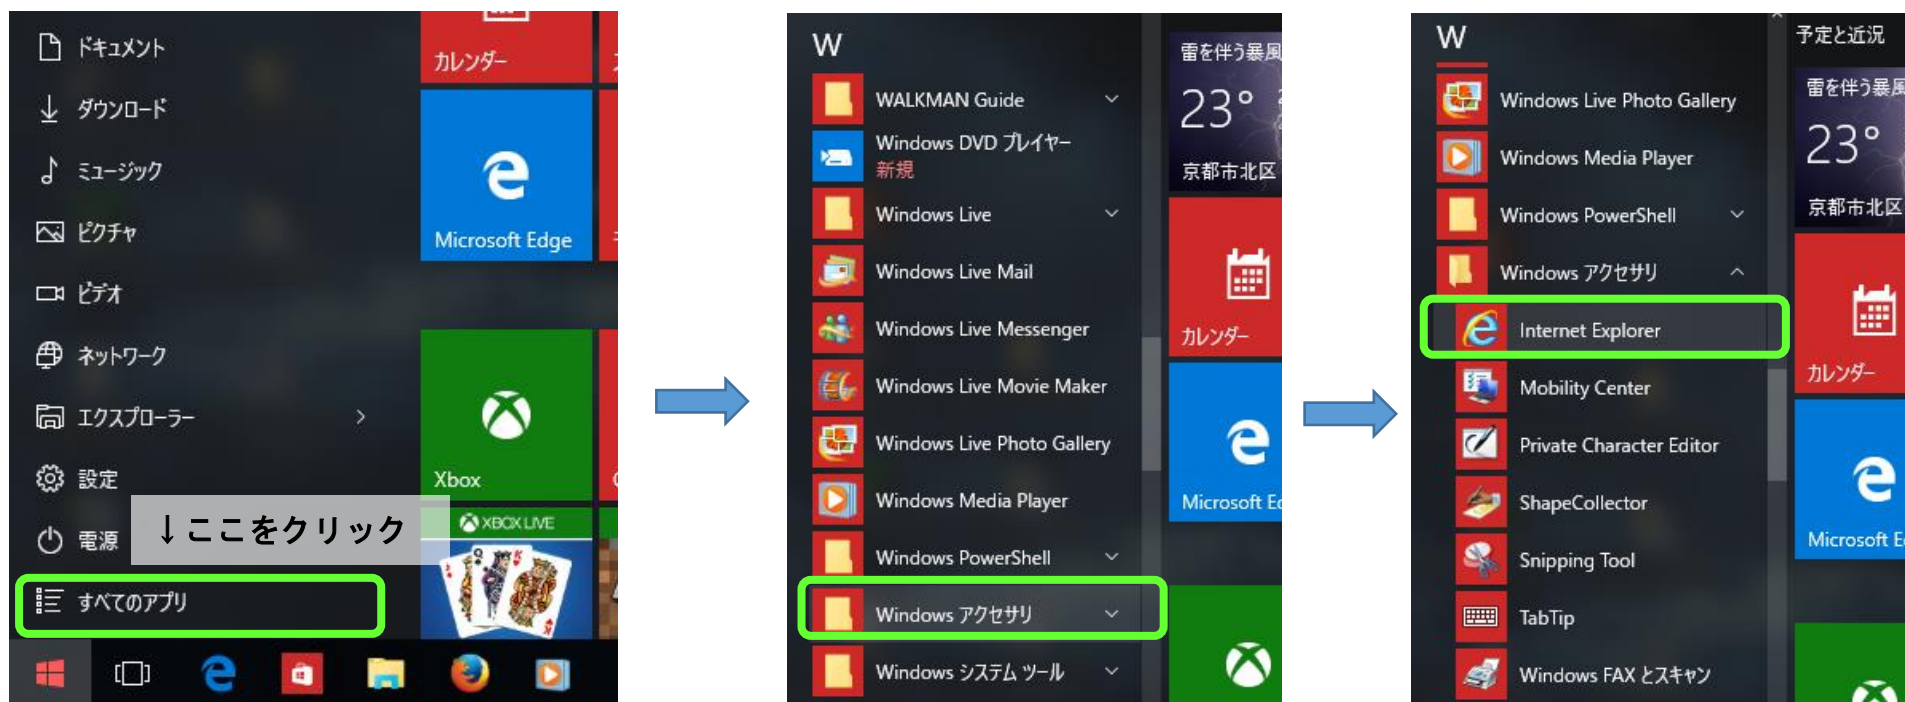 ドキュメント
ダウンロード
ミュージック
ピクチャ
ビデオ
ネットワーク
エクスプローラー
設定
電源
↓ここをクリック
すべてのアプリ
カレンダー
Microsoft Edge
Xbox
XBOX LIVE
W
WALKMAN Guide
Windows DVD プレイヤー
新規
Windows Live
Windows Live Mail
Windows Live Messenger
Windows Live Movie Maker
Windows Live Photo Gallery
Windows Media Player
Windows PowerShell
Windows アクセサリ
Windows システム ツール
雷を伴う暴風
23°
京都市北区
カレンダー
Microsoft Ed
W
Windows Live Photo Gallery
Windows Media Player
Windows PowerShell
Windows アクセサリ
Internet Explorer
Mobility Center
Private Character Editor
ShapeCollector
Snipping Tool
TabTip
Windows FAX とスキャン
予定と近況
雷を伴う暴風
23°
京都市北区
カレンダー
Microsoft E